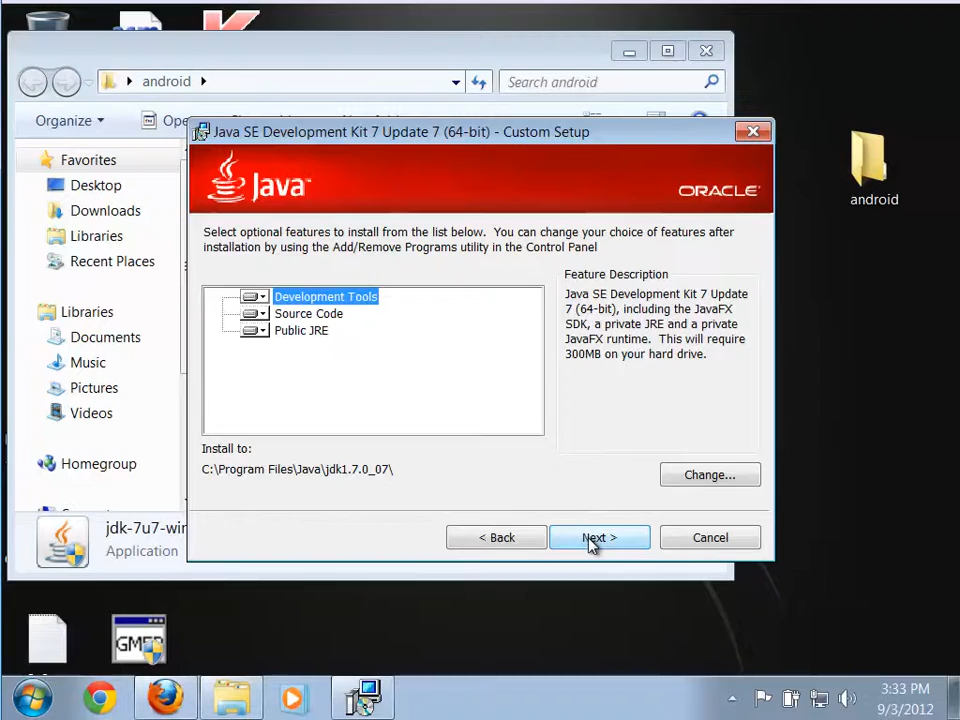 android
Search android
Organize
Ope
Java SE Development Kit 7 Update 7 (64-bit) - Custom Setup
Java™
ORACLE
Select optional features to install from the list below. You can change your choice of features after
installation by using the Add/Remove Programs utility in the Control Panel
Development Tools
Source Code
Public JRE
Feature Description
Java SE Development Kit 7 Update
7 (64-bit), including the JavaFX
SDK, a private JRE and a private
JavaFX runtime. This will require
300MB on your hard drive.
Install to:
C:\Program Files\Java\jdk1.7.0_07\
Change...
< Back
Next >
Cancel
Favorites
Desktop
Downloads
Libraries
Recent Places
Libraries
Documents
Music
Pictures
Videos
Homegroup
jdk-7u7-win
Application
android
GMER
3:33 PM
9/3/2012